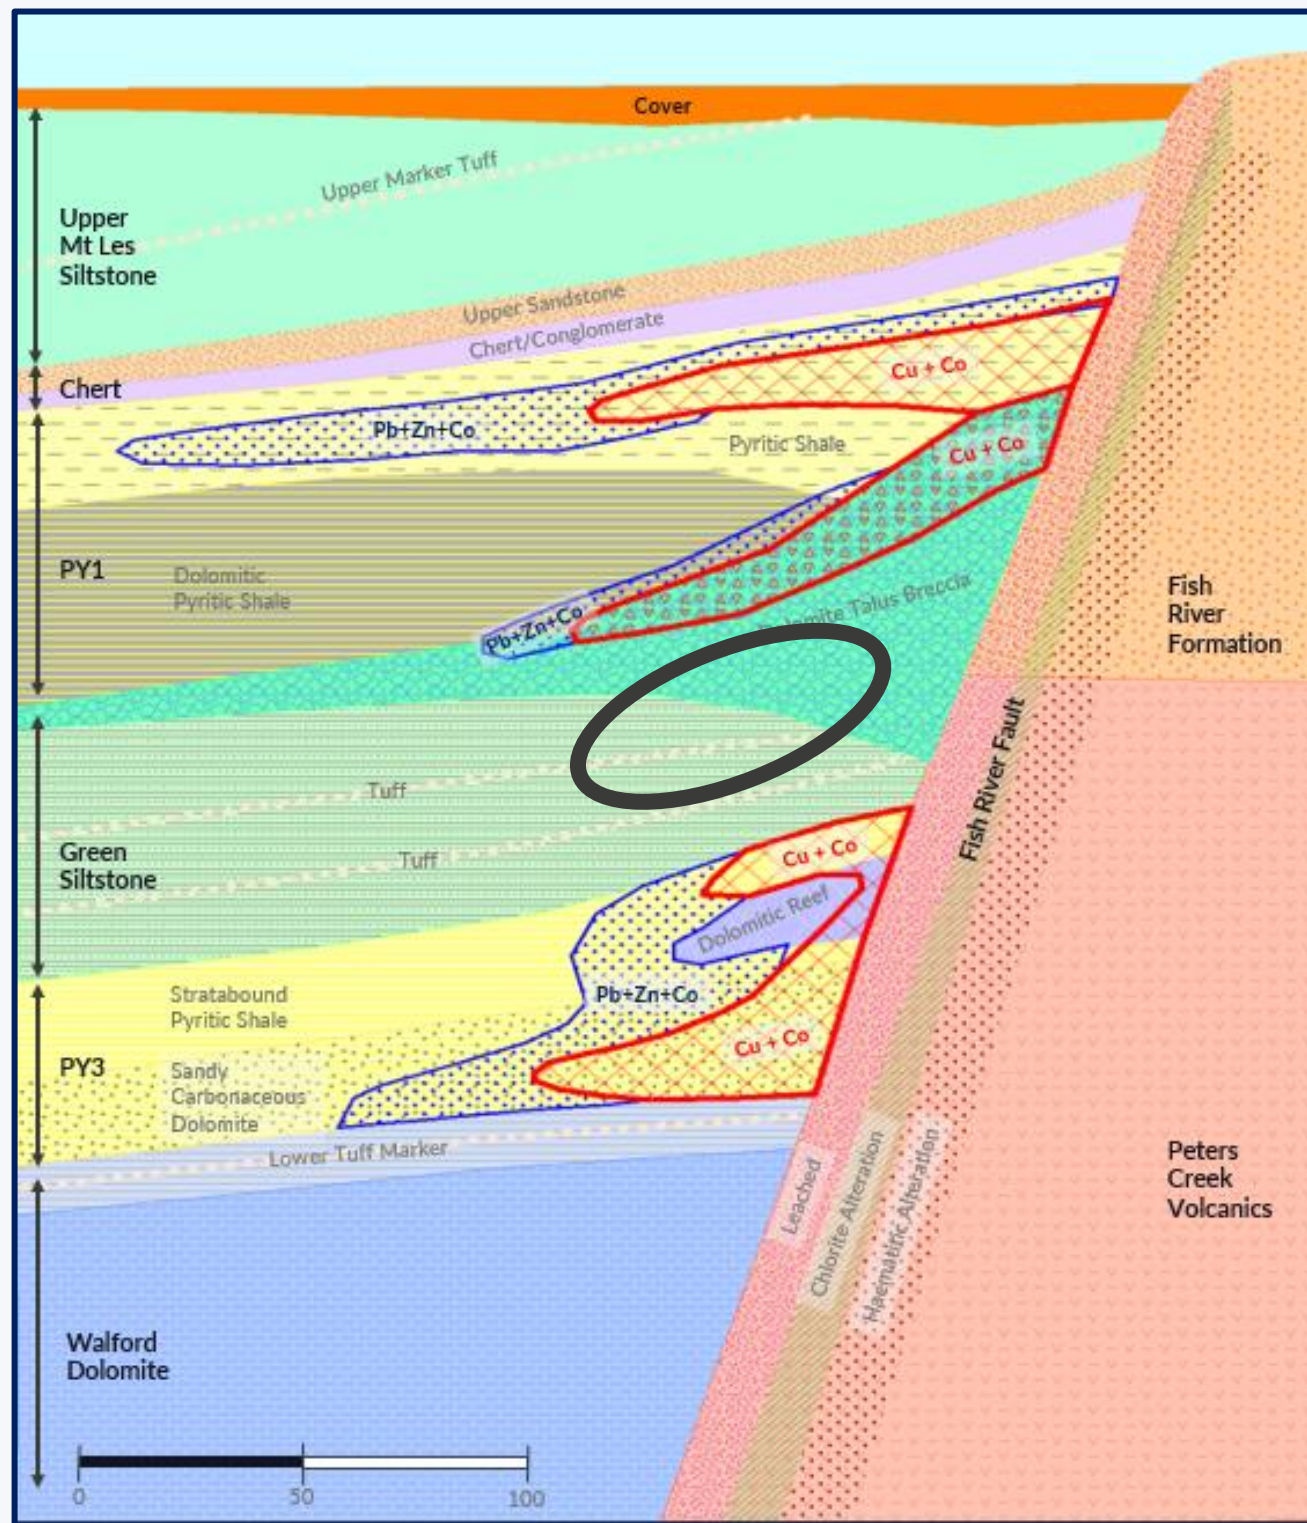 Cover
Upper Marker Tuff
Upper
Mt Les
Siltstone
Upper Sandstone
Chert/Conglomerate
Chert
Cu + Co
Pb+Zn+Co
Pyritic Shale
Cu + Co
PY1
Dolomitic
Pyritic Shale
Pb+Zn+Co
Dolomite Talus Breccia
Fish
River
Formation
Fish River Fault
Tuff
Tuff
Green
Siltstone
Cu + Co
Dolomitic Reef
Stratabound
Pyritic Shale
Pb+Zn+Co
Cu + Co
PY3
Sandy
Carbonaceous
Dolomite
Lower Tuff Marker
Leached
Chlorite Alteration
Haematitic Alteration
Peters
Creek
Volcanics
Walford
Dolomite
0 50 100